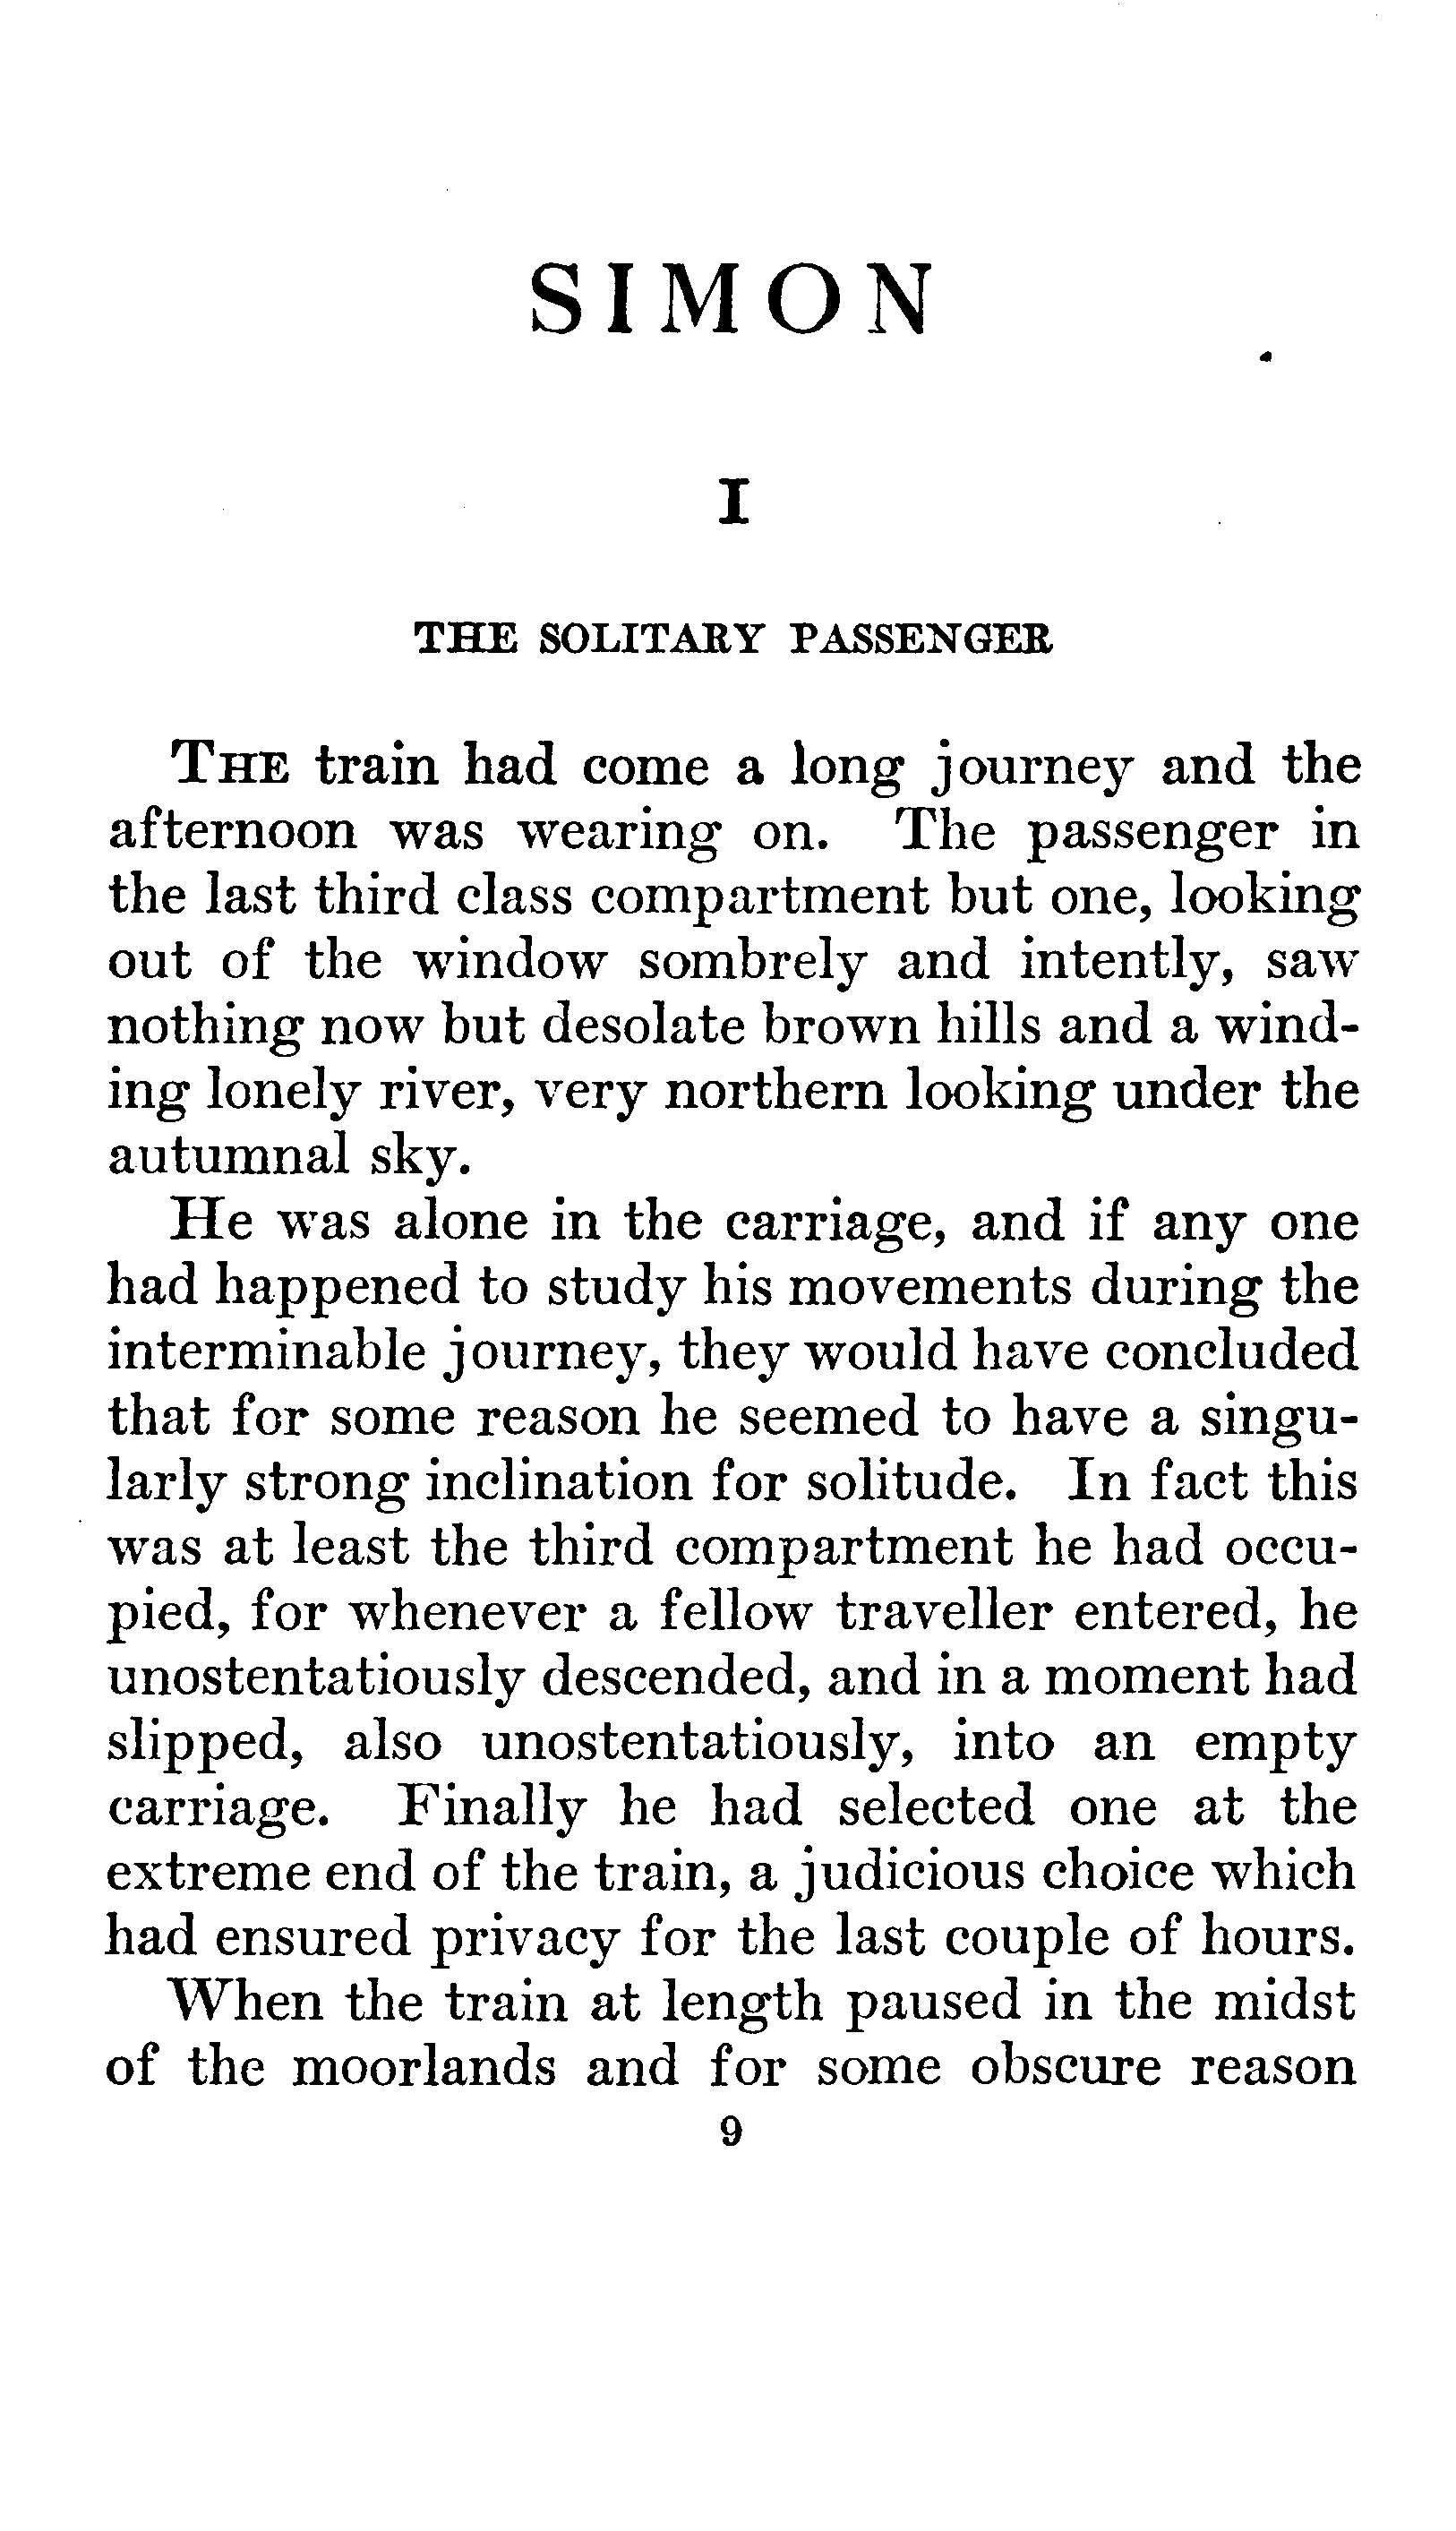 SIMON
I
THE SOLITARY PASSENGER
THE train had come a long journey and the
afternoon was wearing on. The passenger in
the last third class compartment but one, looking
out of the window sombrely and intently, saw
nothing now but desolate brown hills and a wind-
ing lonely river, very northern looking under the
autumnal sky.
He was alone in the carriage, and if any one
had happened to study his movements during the
interminable journey, they would have concluded
that for some reason he seemed to have a singu-
larly strong inclination for solitude. In fact this
was at least the third compartment he had occu-
pied, for whenever a fellow traveller entered, he
unostentatiously descended, and in a moment had
slipped, also unostentatiously, into an empty
carriage. Finally he had selected one at the
extreme end of the train, a judicious choice which
had ensured privacy for the last couple of hours.
When the train at length paused in the midst
of the moorlands and for some obscure reason
9